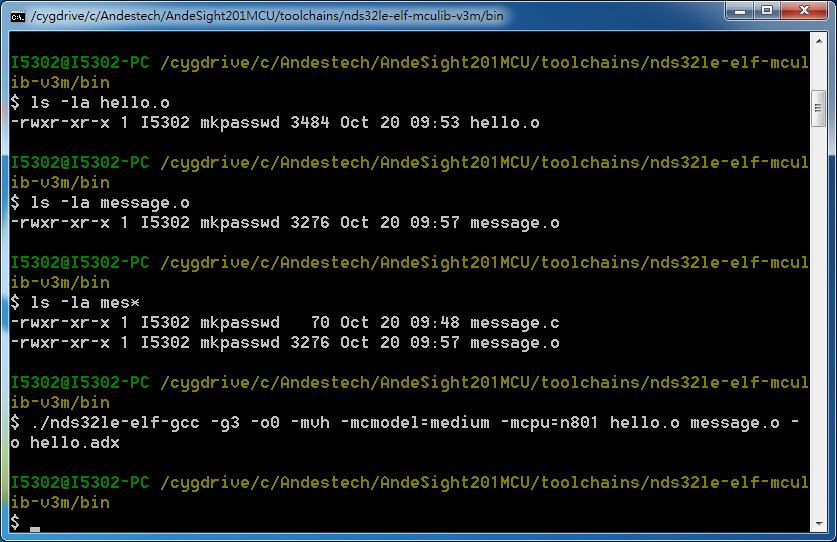 /cygdrive/c/Andestech/AndeSight201MCU/toolchains/nds32le-elf-mculib-v3m/bin
I5302@I5302-PC /cygdrive/c/Andestech/AndeSight201MCU/toolchains/nds32le-elf-mcul
ib-v3m/bin
$ ls -la hello.o
-rwxr-xr-x 1 I5302 mkpasswd 3484 Oct 20 09:53 hello.o
I5302@I5302-PC /cygdrive/c/Andestech/AndeSight201MCU/toolchains/nds32le-elf-mcul
ib-v3m/bin
$ ls -la message.o
-rwxr-xr-x 1 I5302 mkpasswd 3276 Oct 20 09:57 message.o
I5302@I5302-PC /cygdrive/c/Andestech/AndeSight201MCU/toolchains/nds32le-elf-mcul
ib-v3m/bin
$ ls -la mes*
-rwxr-xr-x 1 I5302 mkpasswd   70 Oct 20 09:48 message.c
-rwxr-xr-x 1 I5302 mkpasswd 3276 Oct 20 09:57 message.o
I5302@I5302-PC /cygdrive/c/Andestech/AndeSight201MCU/toolchains/nds32le-elf-mcul
ib-v3m/bin
$ ./nds32le-elf-gcc -g3 -o0 -mvh -mcmodel=medium -mcpu=n801 hello.o message.o -
o hello.adx
I5302@I5302-PC /cygdrive/c/Andestech/AndeSight201MCU/toolchains/nds32le-elf-mcul
ib-v3m/bin
$